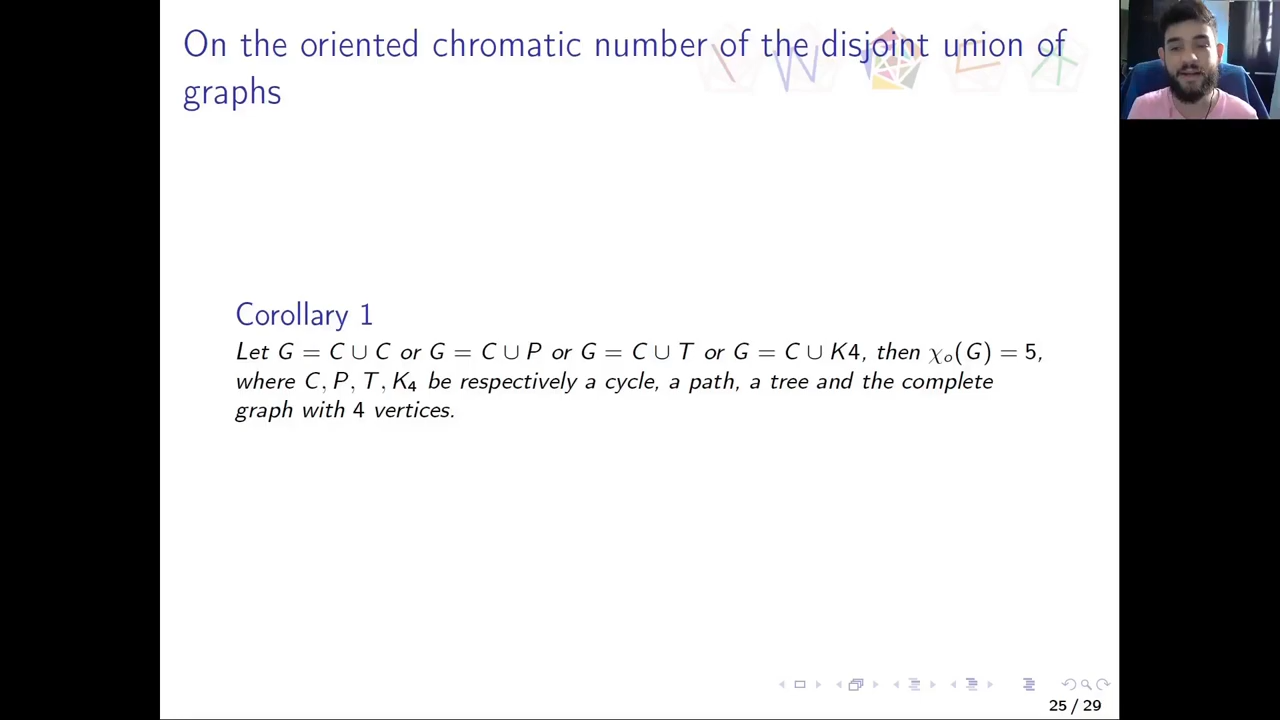 On the oriented chromatic number of the disjoint union of
graphs
Corollary 1
Let G = C ∪ C or G = C ∪ P or G = C ∪ T or G = C ∪ K4, then χₒ(G) = 5,
where C, P, T, K₄ be respectively a cycle, a path, a tree and the complete
graph with 4 vertices.
25 / 29